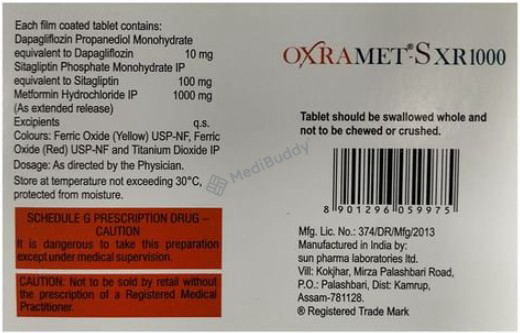 Each film coated tablet contains:
Dapagliflozin Propanediol Monohydrate
equivalent to Dapagliflozin 10 mg
Sitagliptin Phosphate Monohydrate IP
equivalent to Sitagliptin 100 mg
Metformin Hydrochloride IP 1000 mg
(As extended release)
Excipients q.s.
Colours: Ferric Oxide (Yellow) USP-NF, Ferric
Oxide (Red) USP-NF and Titanium Dioxide IP
Dosage: As directed by the Physician.
Store at temperature not exceeding 30°C,
protected from moisture.
SCHEDULE G PRESCRIPTION DRUG –
CAUTION
It is dangerous to take this preparation
except under medical supervision.
CAUTION: Not to be sold by retail without
the prescription of a Registered Medical
Practitioner.
OXRAMET®-S XR1000
Tablet should be swallowed whole and
not to be chewed or crushed.
8 901296 059975
Mfg. Lic. No.: 374/DR/Mfg/2013
Manufactured in India by:
sun pharma laboratories ltd.
Vill: Kokjhar, Mirza Palashbari Road,
P.O.: Palashbari, Dist: Kamrup,
Assam-781128.
® Registered Trade Mark
MediBuddy